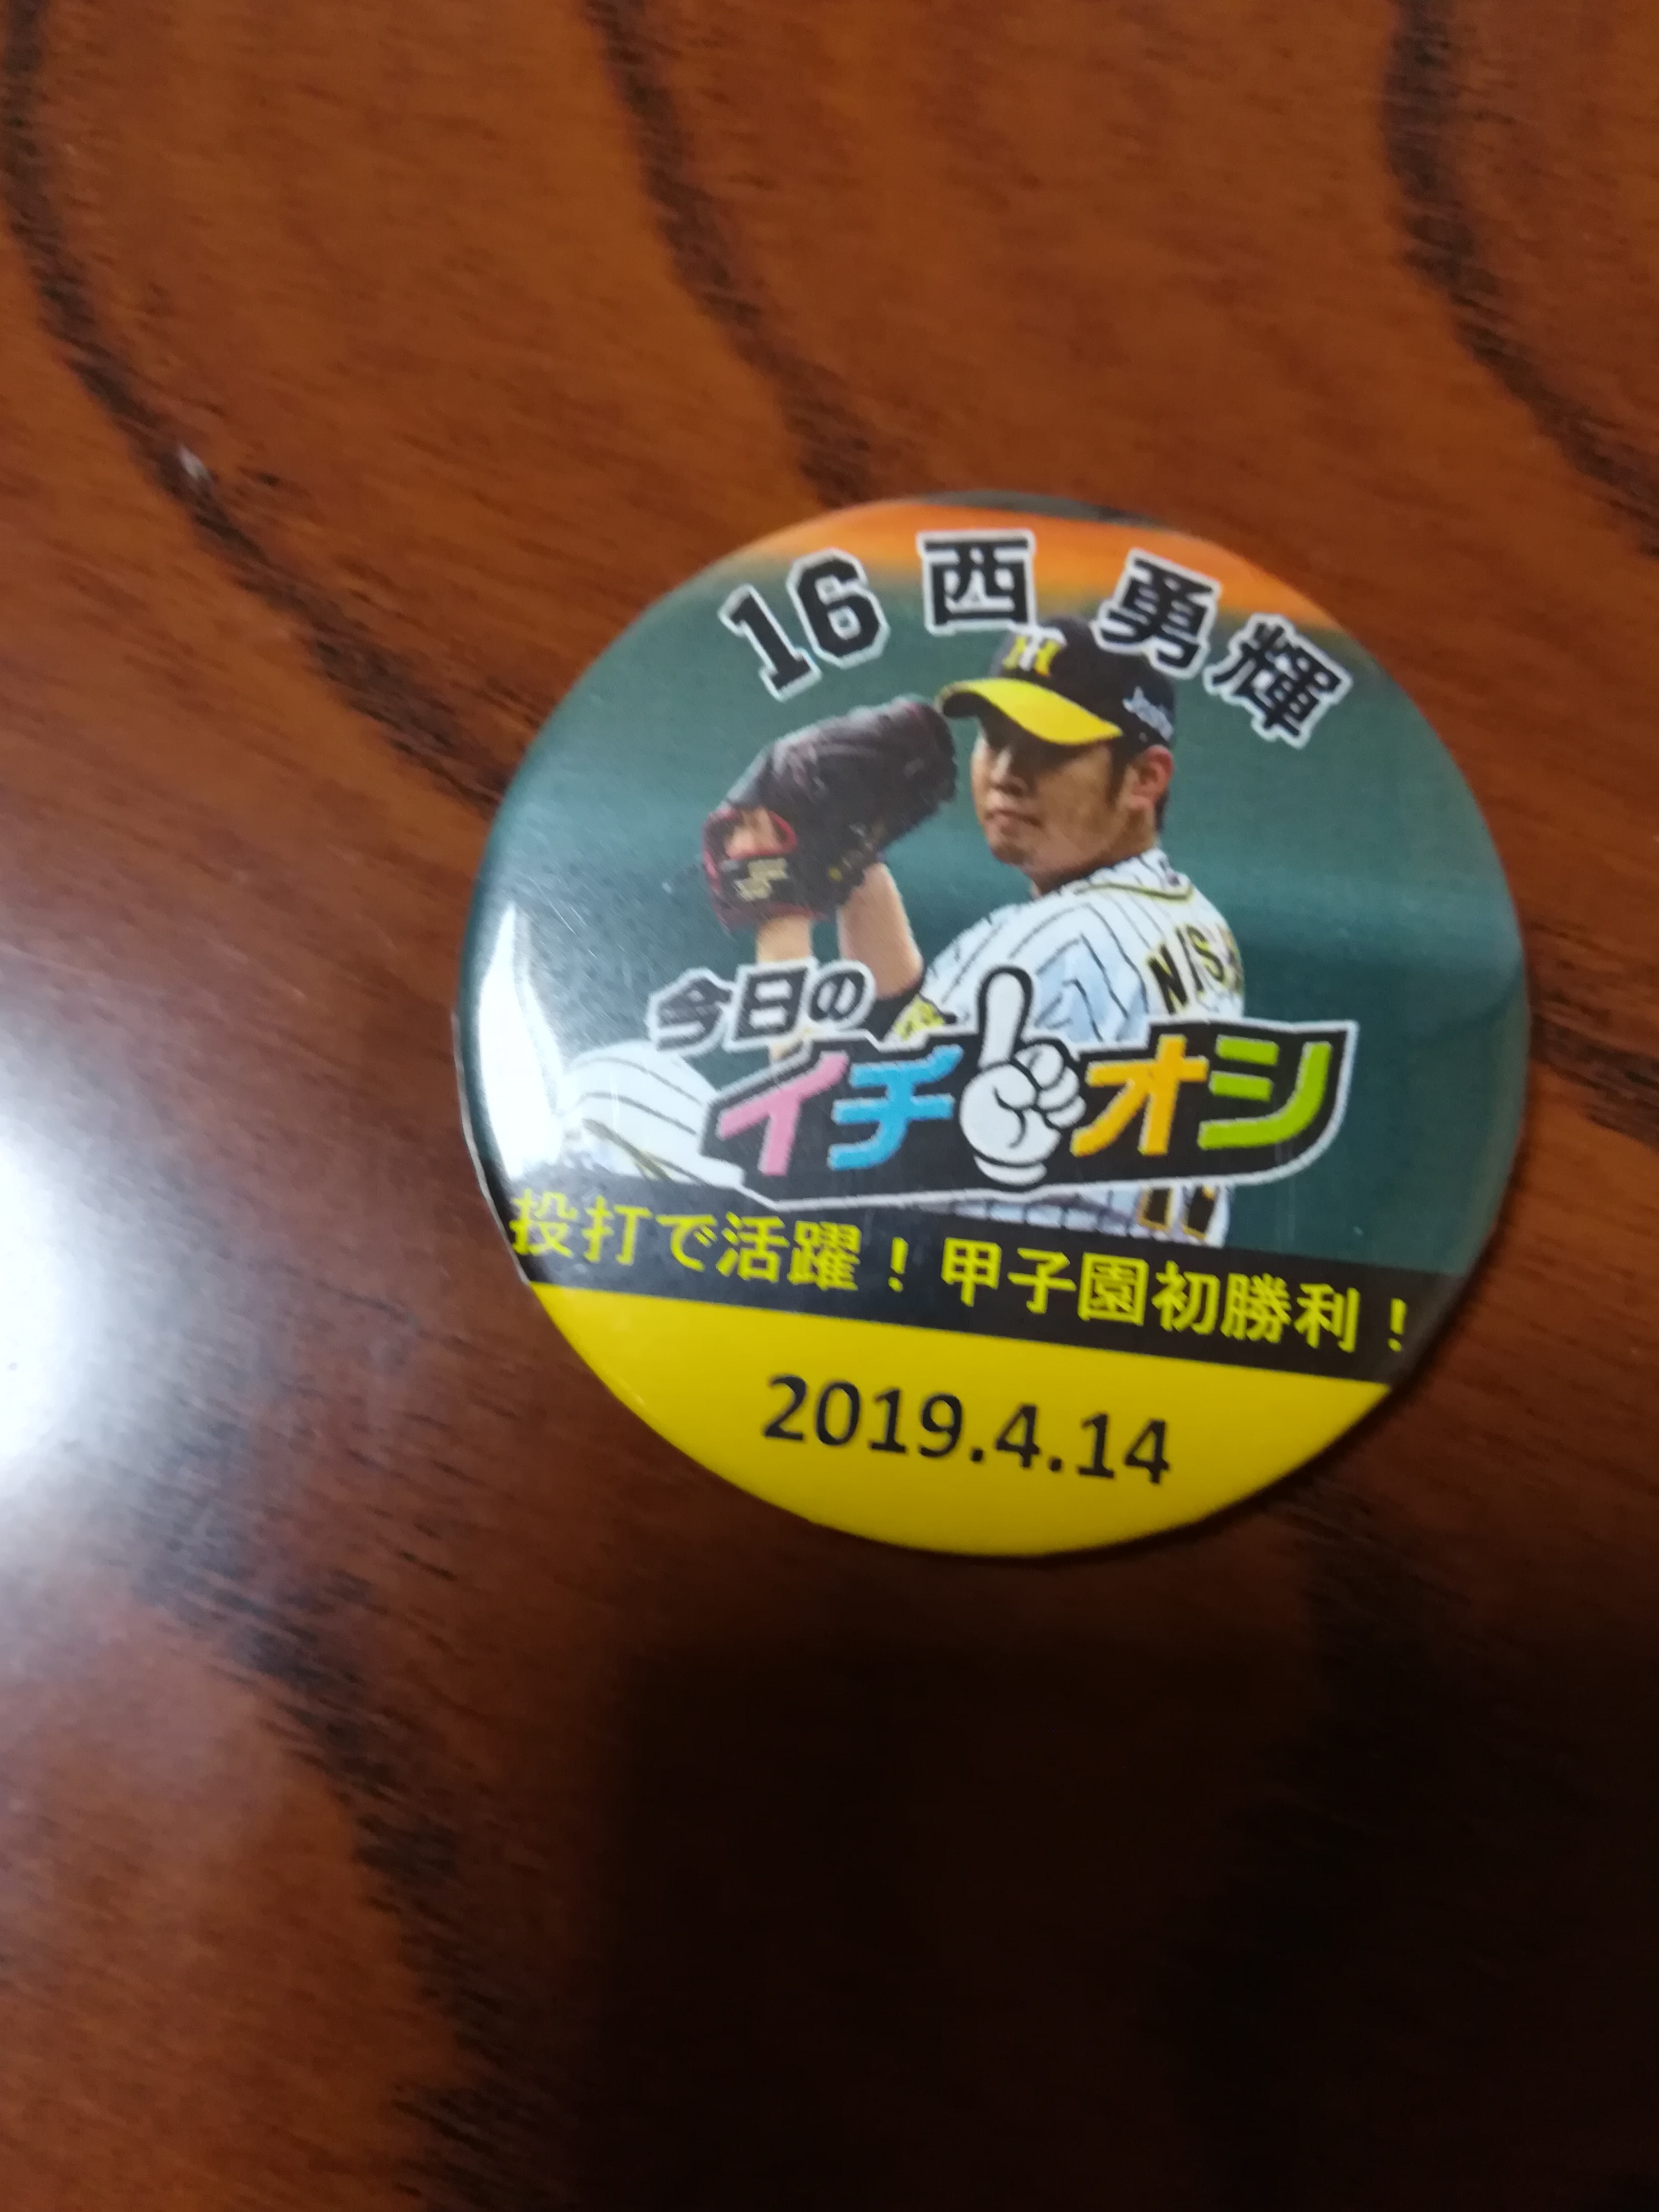 16 西 勇輝
NIS
今日の
イチオシ
投打で活躍！甲子園初勝利！
2019.4.14